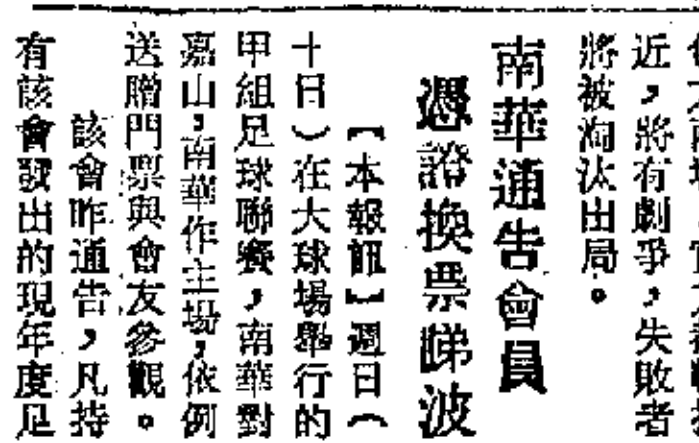 近，將有劇爭，失敗者
將被淘汰出局。
南華通告會員
憑證換票睇波
【本報訊】週日（
十日）在大球場舉行的
甲組足球聯賽，南華對
嘉山，南華作主場，依例
送贈門票與會友參觀。
該會昨通告，凡持
有該會發出的現年度足